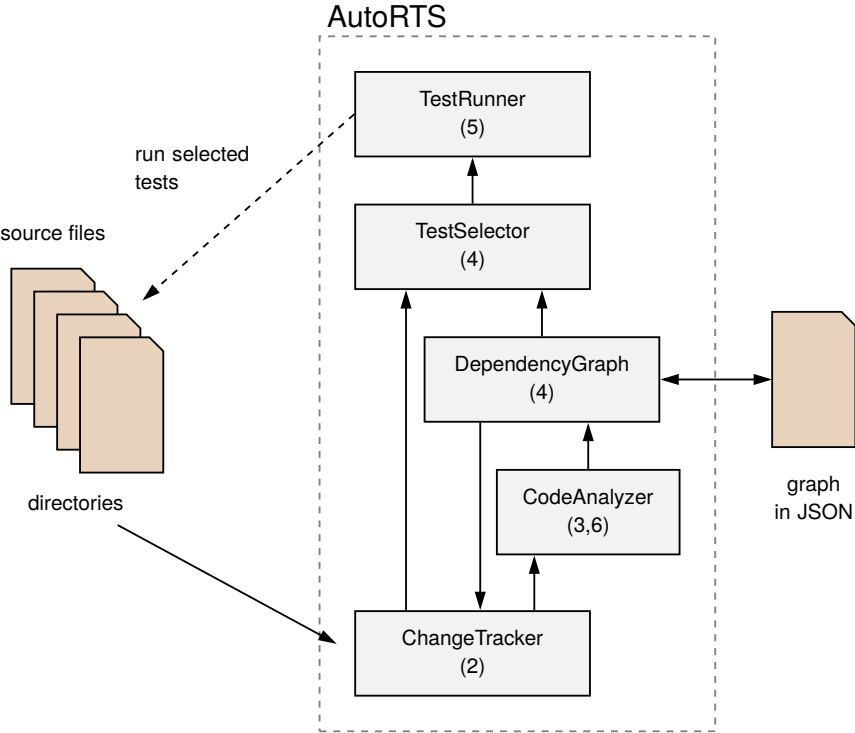 AutoRTS
TestRunner
(5)
run selected
tests
TestSelector
(4)
source files
DependencyGraph
(4)
CodeAnalyzer
(3,6)
graph
in JSON
directories
ChangeTracker
(2)